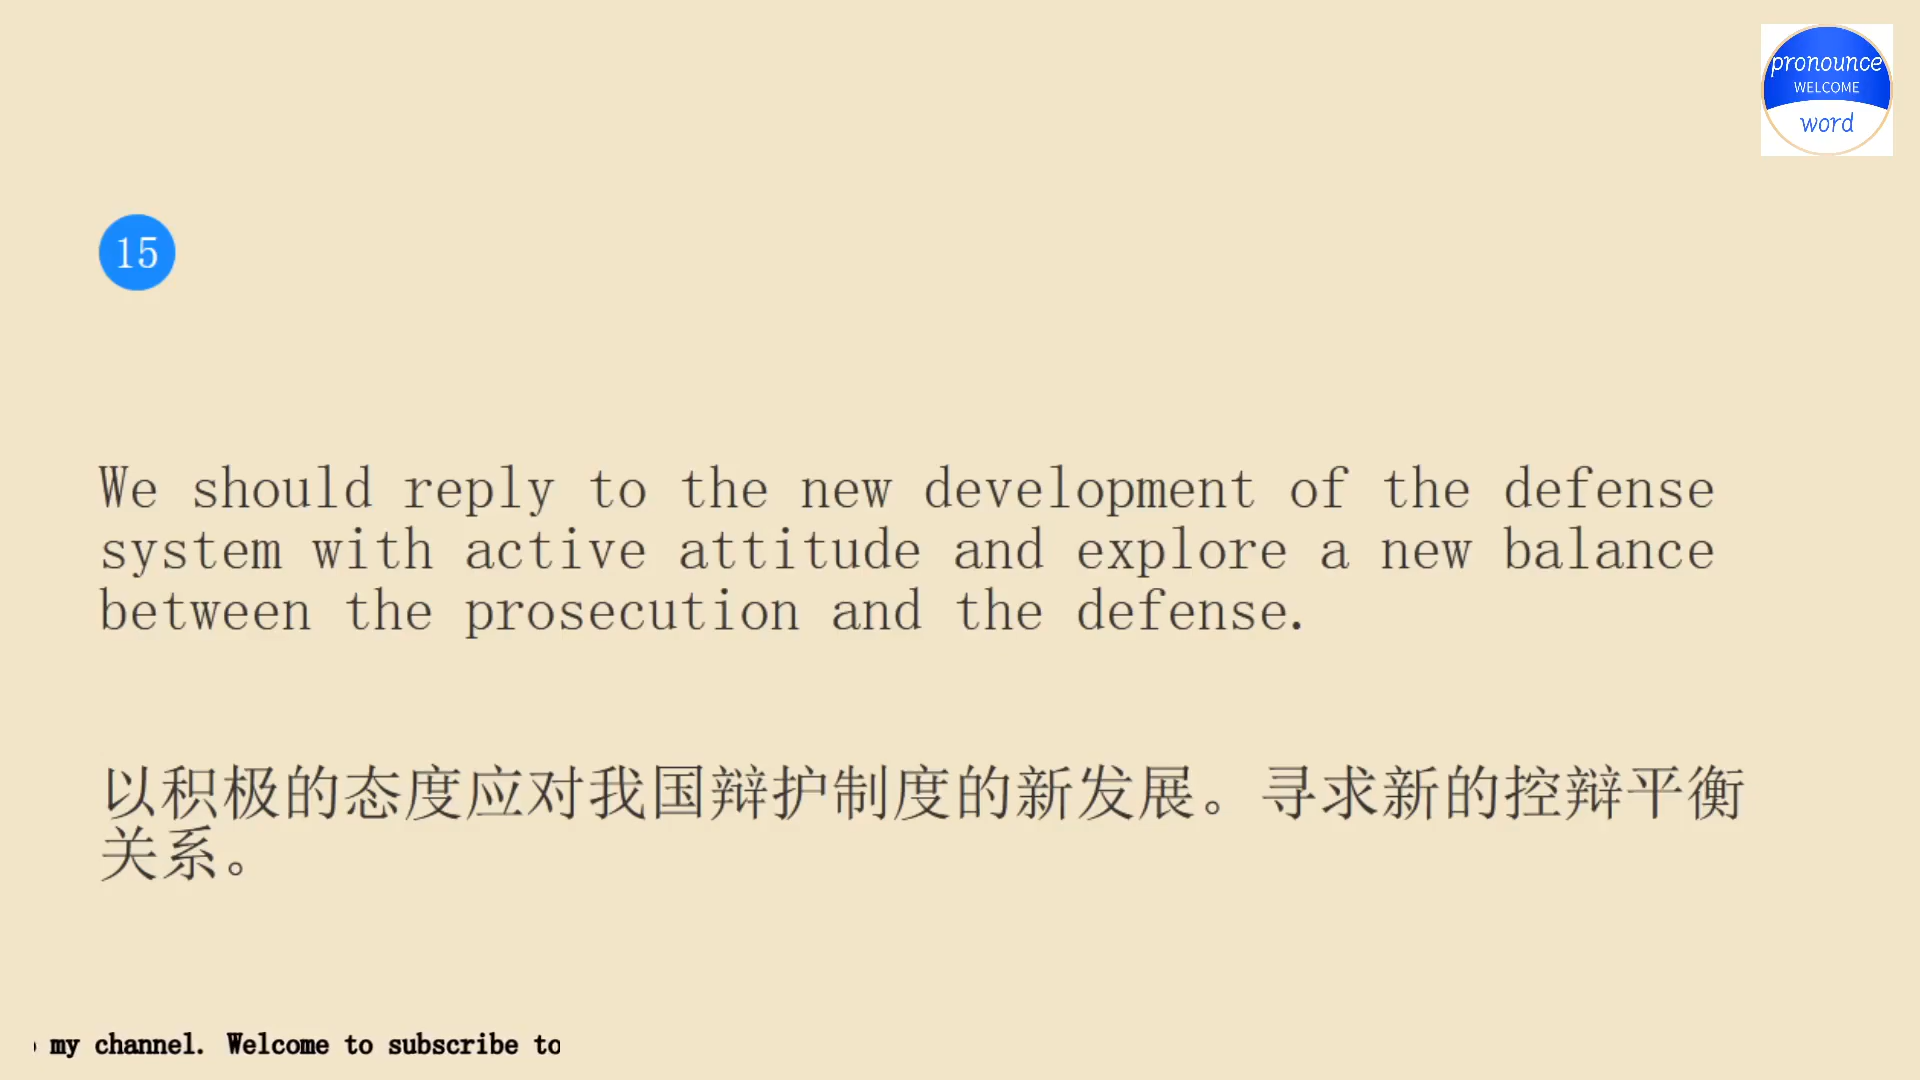 pronounce
WELCOME
word
15
We should reply to the new development of the defense
system with active attitude and explore a new balance
between the prosecution and the defense.
以积极的态度应对我国辩护制度的新发展。寻求新的控辩平衡
关系。
my channel. Welcome to subscribe to